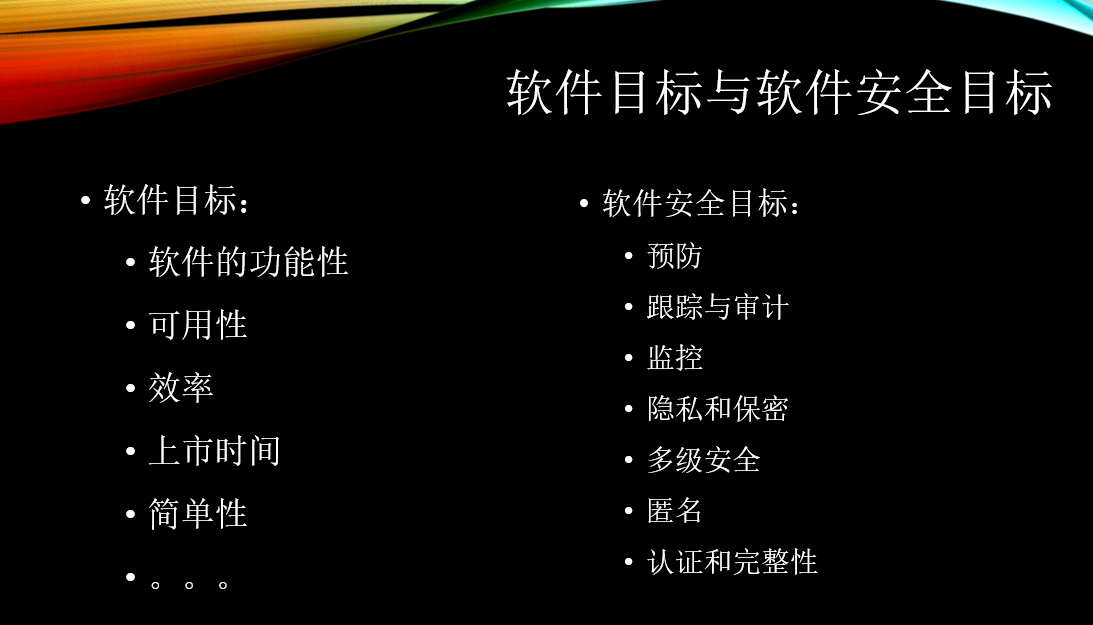 软件目标与软件安全目标
• 软件目标：
• 软件的功能性
• 可用性
• 效率
• 上市时间
• 简单性
• 。。。
• 软件安全目标：
• 预防
• 跟踪与审计
• 监控
• 隐私和保密
• 多级安全
• 匿名
• 认证和完整性